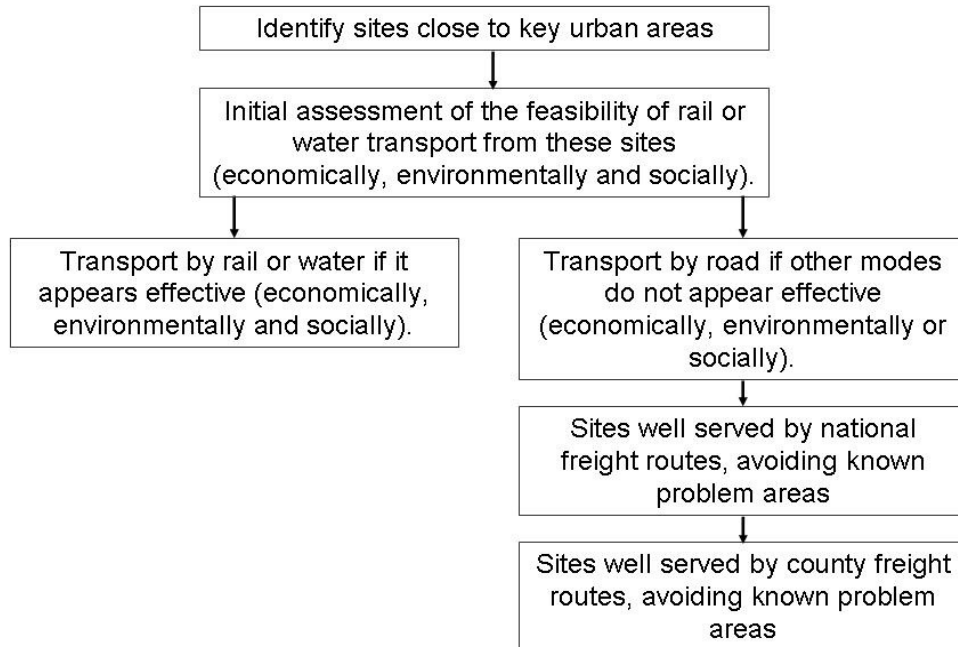 Identify sites close to key urban areas
Initial assessment of the feasibility of rail or
water transport from these sites
(economically, environmentally and socially).
Transport by rail or water if it
appears effective (economically,
environmentally and socially).
Transport by road if other modes
do not appear effective
(economically, environmentally or
socially).
Sites well served by national
freight routes, avoiding known
problem areas
Sites well served by county freight
routes, avoiding known problem
areas